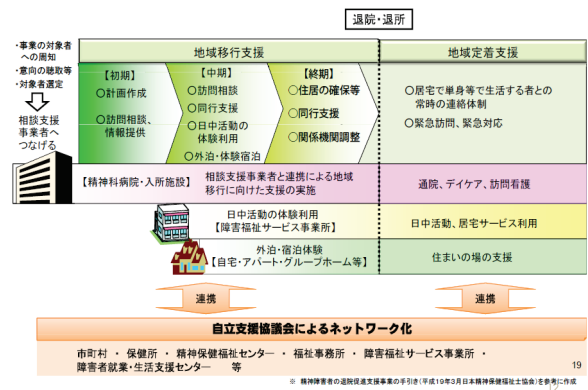 退院・退所
・事業の対象者
への周知
・意向の聴取等
・対象者選定
相談支援
事業者へ
つなげる
地域移行支援
地域定着支援
【初期】
○計画作成
○訪問相談、
情報提供
【中期】
○訪問相談
○同行支援
○日中活動の
体験利用
○外泊・体験宿泊
【終期】
○住居の確保等
○同行支援
○関係機関調整
○居宅で単身等で生活する者との
常時の連絡体制
○緊急訪問、緊急対応
【精神科病院・入所施設】
相談支援事業者と連携による地域
移行に向けた支援の実施
通院、デイケア、訪問看護
日中活動の体験利用
【障害福祉サービス事業所】
日中活動、居宅サービス利用
外泊・宿泊体験
【自宅・アパート・グループホーム等】
住まいの場の支援
連携
連携
自立支援協議会によるネットワーク化
市町村 ・ 保健所 ・ 精神保健福祉センター ・ 福祉事務所 ・ 障害福祉サービス事業所 ・
障害者就業・生活支援センター 等
19
※ 精神障害者の退院促進支援事業の手引き(平成19年3月日本精神保健福祉士協会)を参考に作成